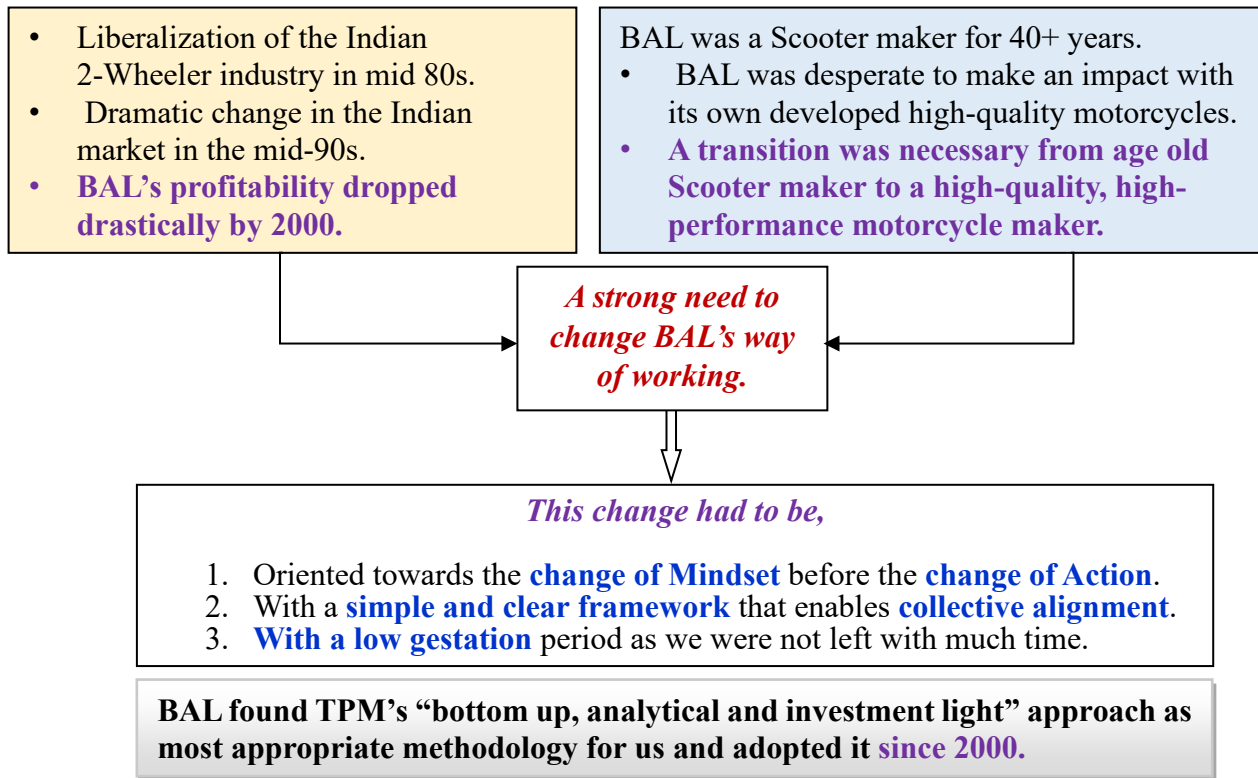 • Liberalization of the Indian
2-Wheeler industry in mid 80s.
• Dramatic change in the Indian
market in the mid-90s.
• BAL’s profitability dropped
drastically by 2000.
BAL was a Scooter maker for 40+ years.
• BAL was desperate to make an impact with
its own developed high-quality motorcycles.
• A transition was necessary from age old
Scooter maker to a high-quality, high-
performance motorcycle maker.
A strong need to
change BAL’s way
of working.
This change had to be,
1. Oriented towards the change of Mindset before the change of Action.
2. With a simple and clear framework that enables collective alignment.
3. With a low gestation period as we were not left with much time.
BAL found TPM’s “bottom up, analytical and investment light” approach as
most appropriate methodology for us and adopted it since 2000.